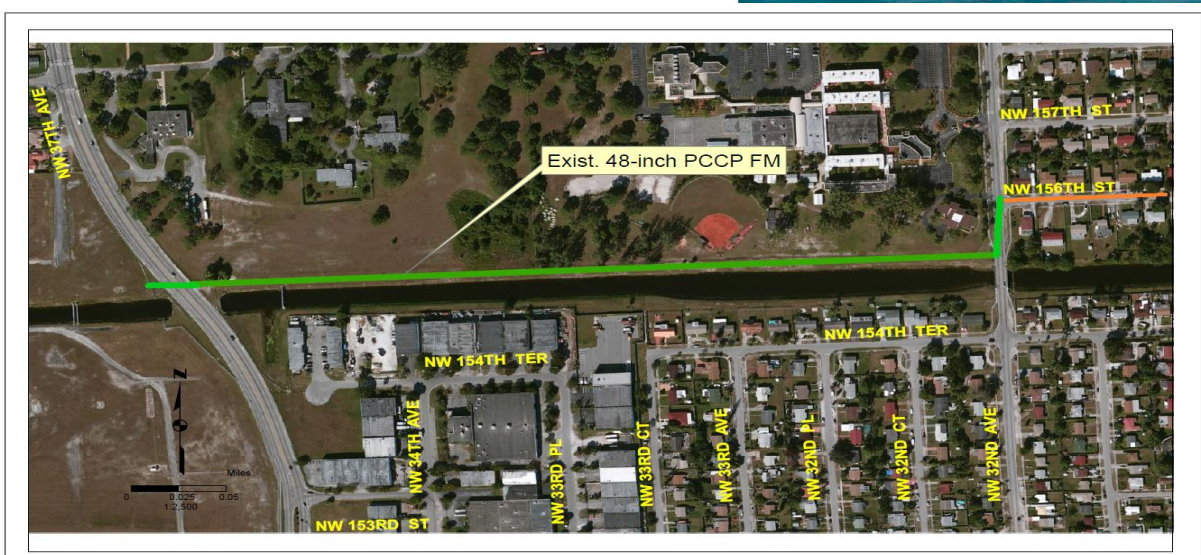 NW 37TH AVE
Exist. 48-inch PCCP FM
NW 157TH ST
NW 156TH ST
NW 154TH TER
NW 154TH TER
NW 34TH AVE
NW 33RD PL
NW 33RD CT
NW 33RD AVE
NW 32ND PL
NW 32ND CT
NW 32ND AVE
NW 153RD ST
N
Miles
0 0.025 0.05
1:2,500